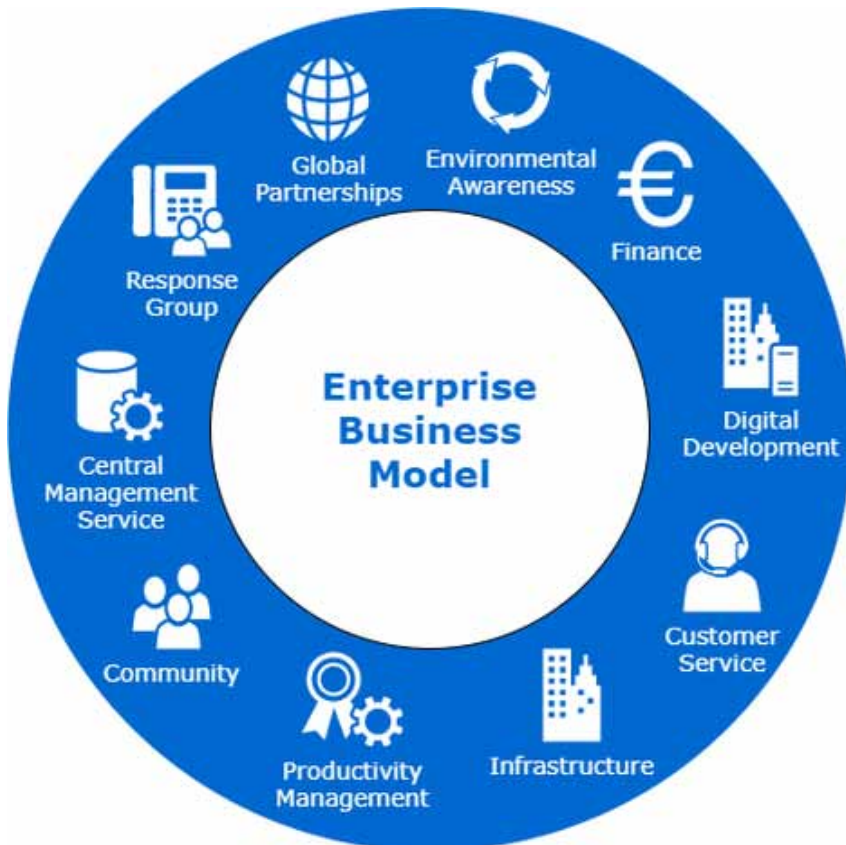 Global
Partnerships
Environmental
Awareness
€
Finance
Response
Group
Enterprise
Business
Model
Digital
Development
Central
Management
Service
Customer
Service
Community
Infrastructure
Productivity
Management